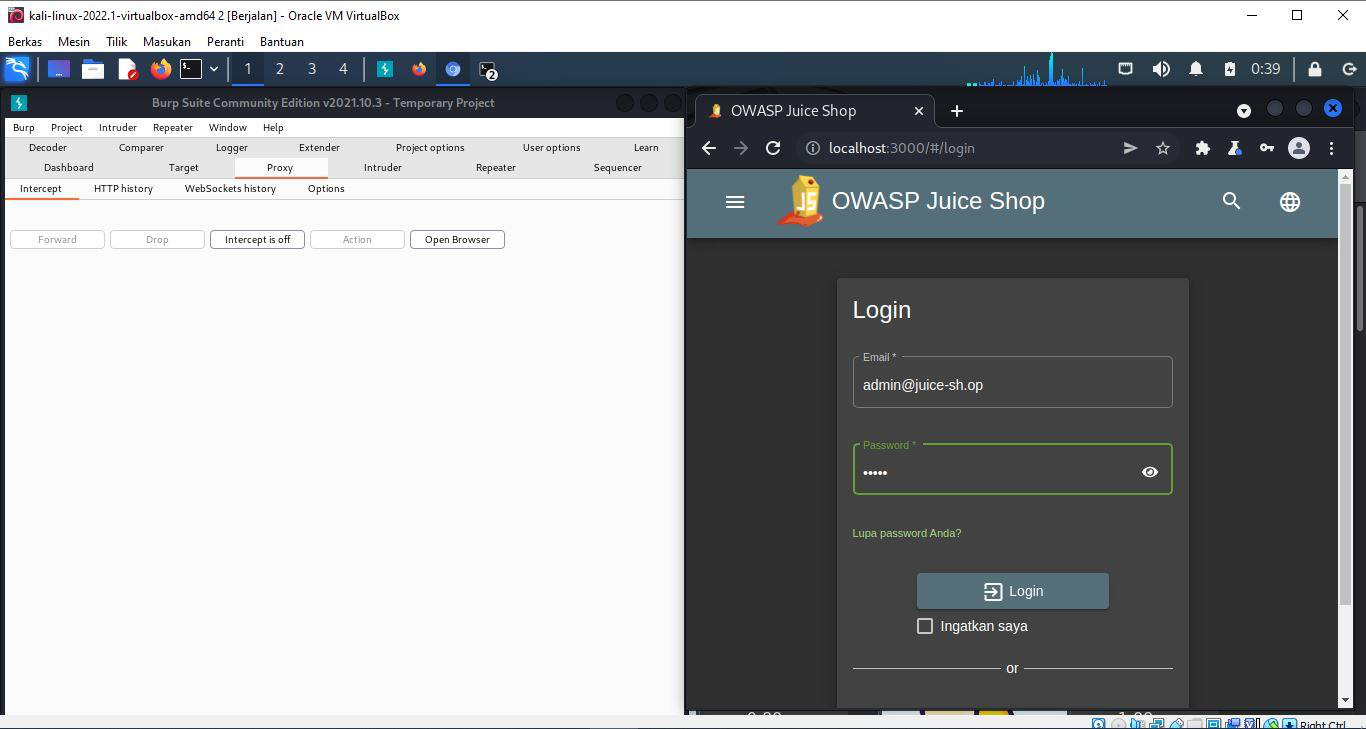 kali-linux-2022.1-virtualbox-amd64 2 [Berjalan] - Oracle VM VirtualBox
Berkas Mesin Tilik Masukan Peranti Bantuan
1 2 3 4 2 0:39
Burp Suite Community Edition v2021.10.3 - Temporary Project
Burp Project Intruder Repeater Window Help
Decoder Comparer Logger Extender Project options User options Learn
Dashboard Target Proxy Intruder Repeater Sequencer
Intercept HTTP history WebSockets history Options
Forward Drop Intercept is off Action Open Browser
OWASP Juice Shop
localhost:3000/#/login
OWASP Juice Shop
Login
Email *
admin@juice-sh.op
Password *
•••••
Lupa password Anda?
Login
Ingatkan saya
or
Right Ctrl